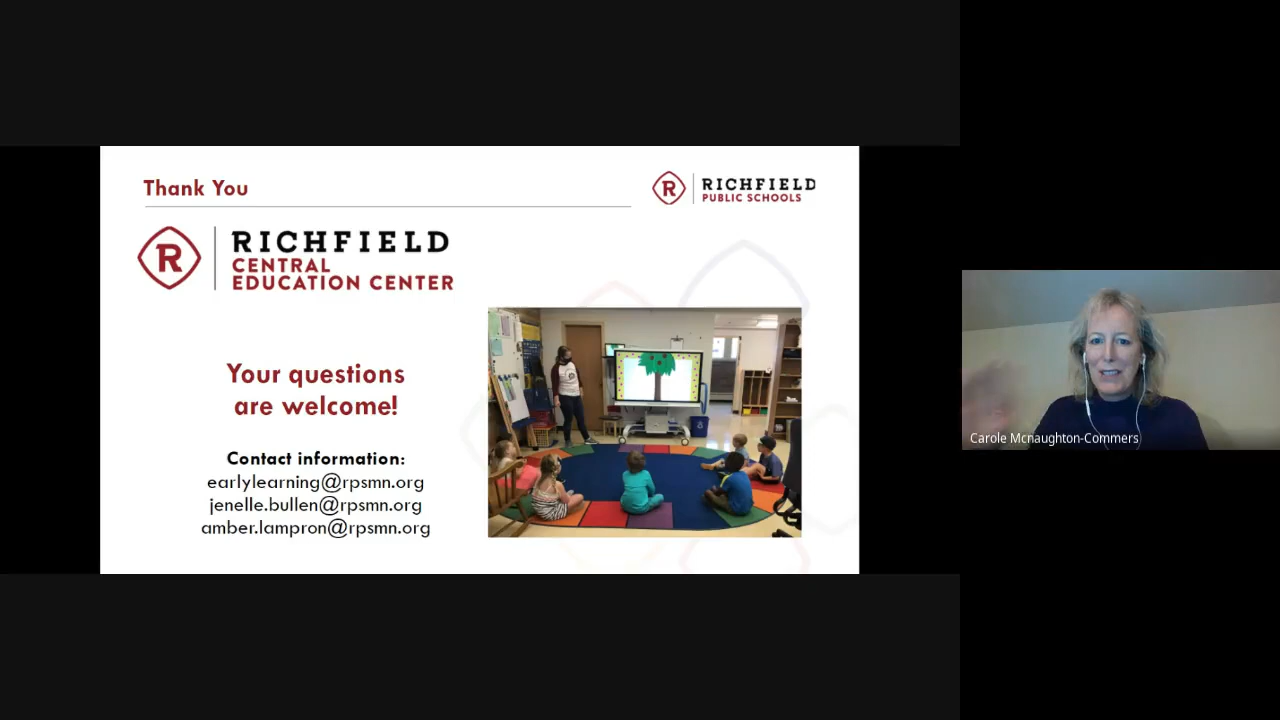 Thank You
R
RICHFIELD
PUBLIC SCHOOLS
R
RICHFIELD
CENTRAL
EDUCATION CENTER
Your questions
are welcome!
Contact information:
earlylearning@rpsmn.org
jenelle.bullen@rpsmn.org
amber.lampron@rpsmn.org
Carole Mcnaughton-Commers